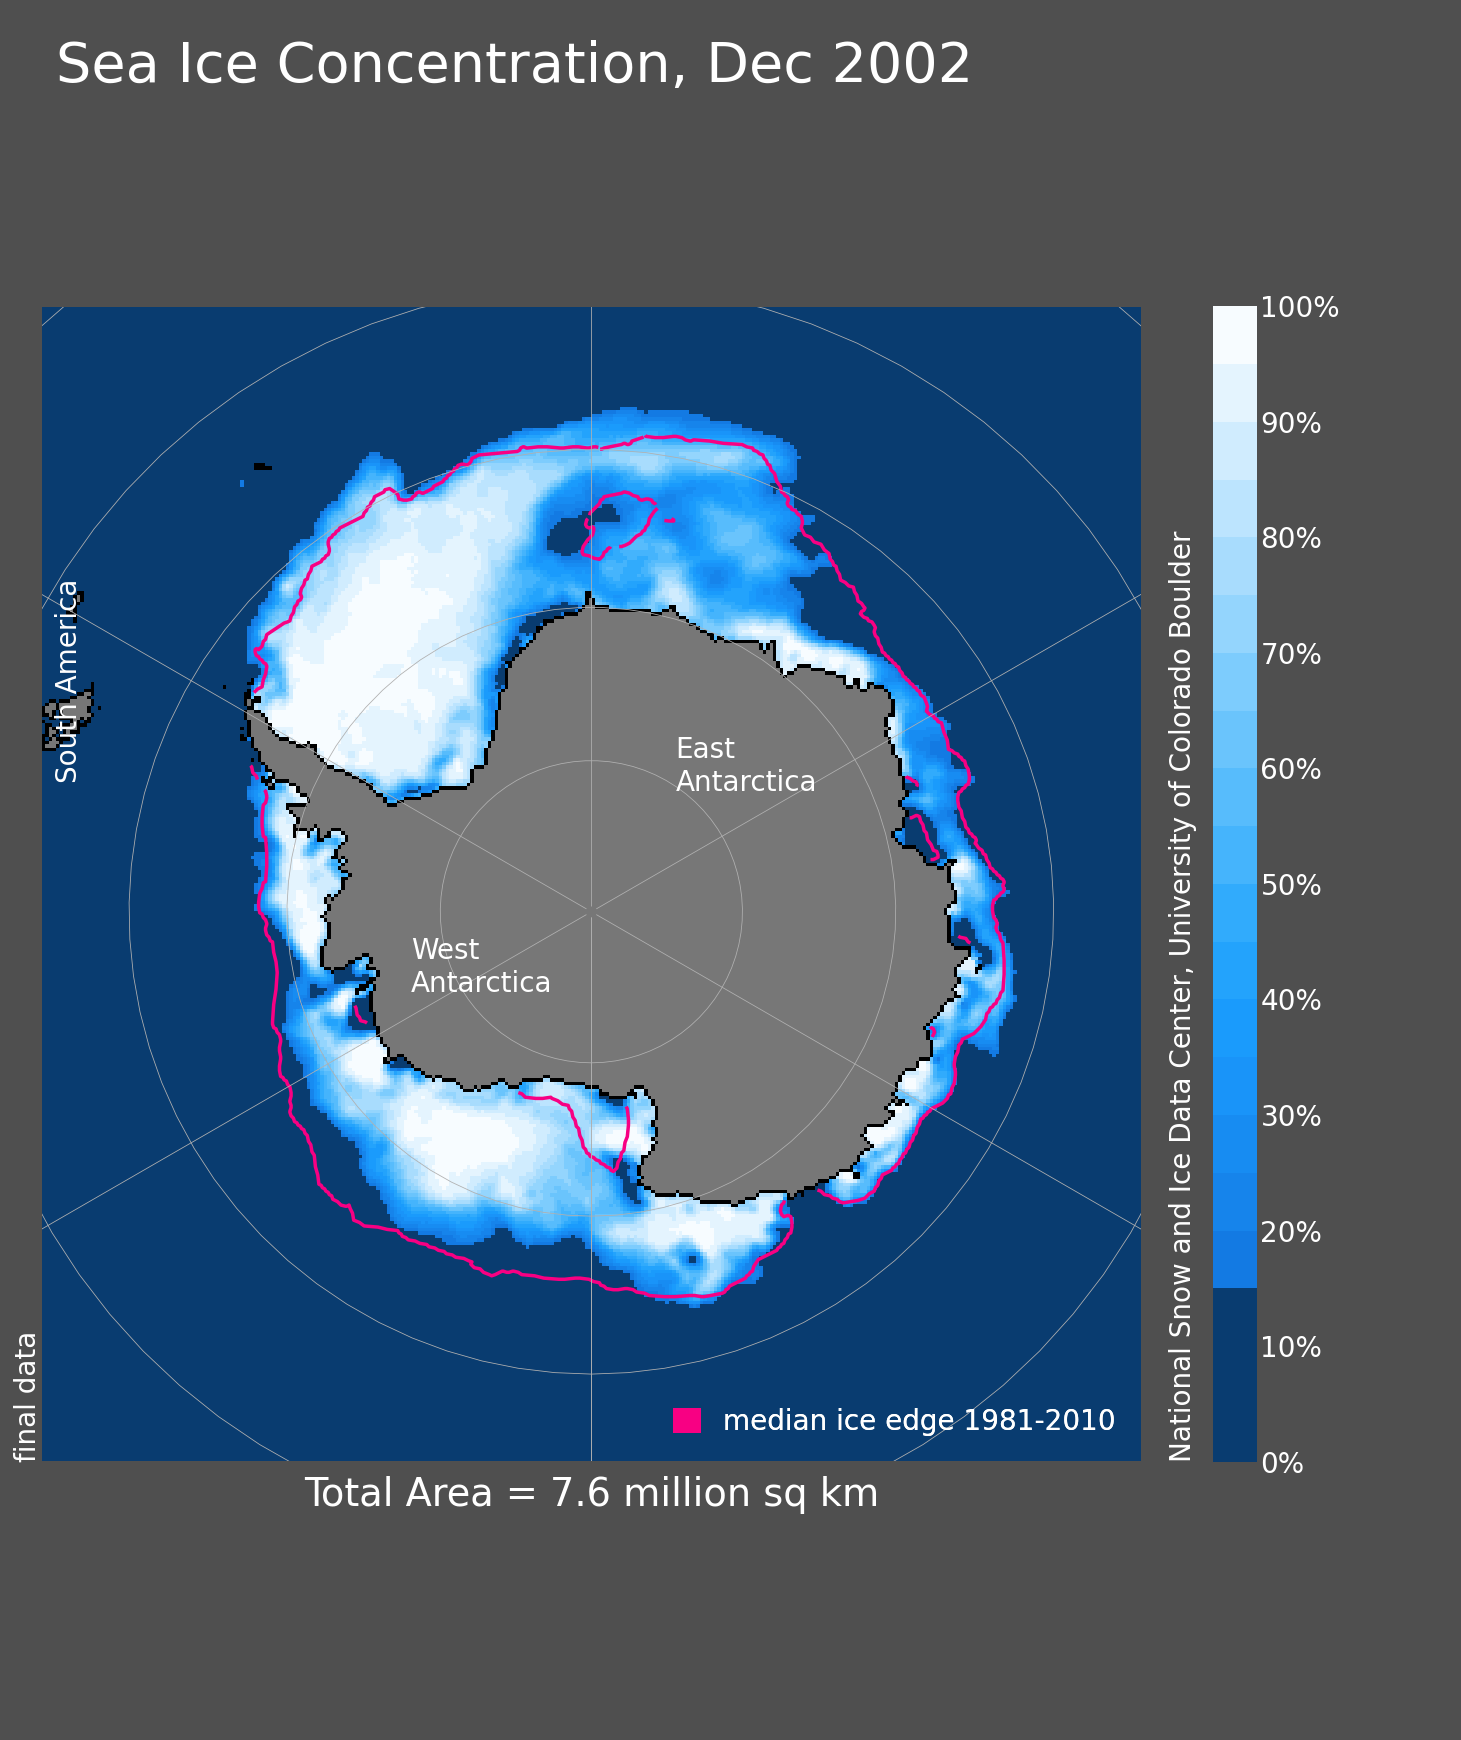 Sea Ice Concentration, Dec 2002
South America
East
Antarctica
West
Antarctica
median ice edge 1981-2010
final data
Total Area = 7.6 million sq km
National Snow and Ice Data Center, University of Colorado Boulder
100%
90%
80%
70%
60%
50%
40%
30%
20%
10%
0%